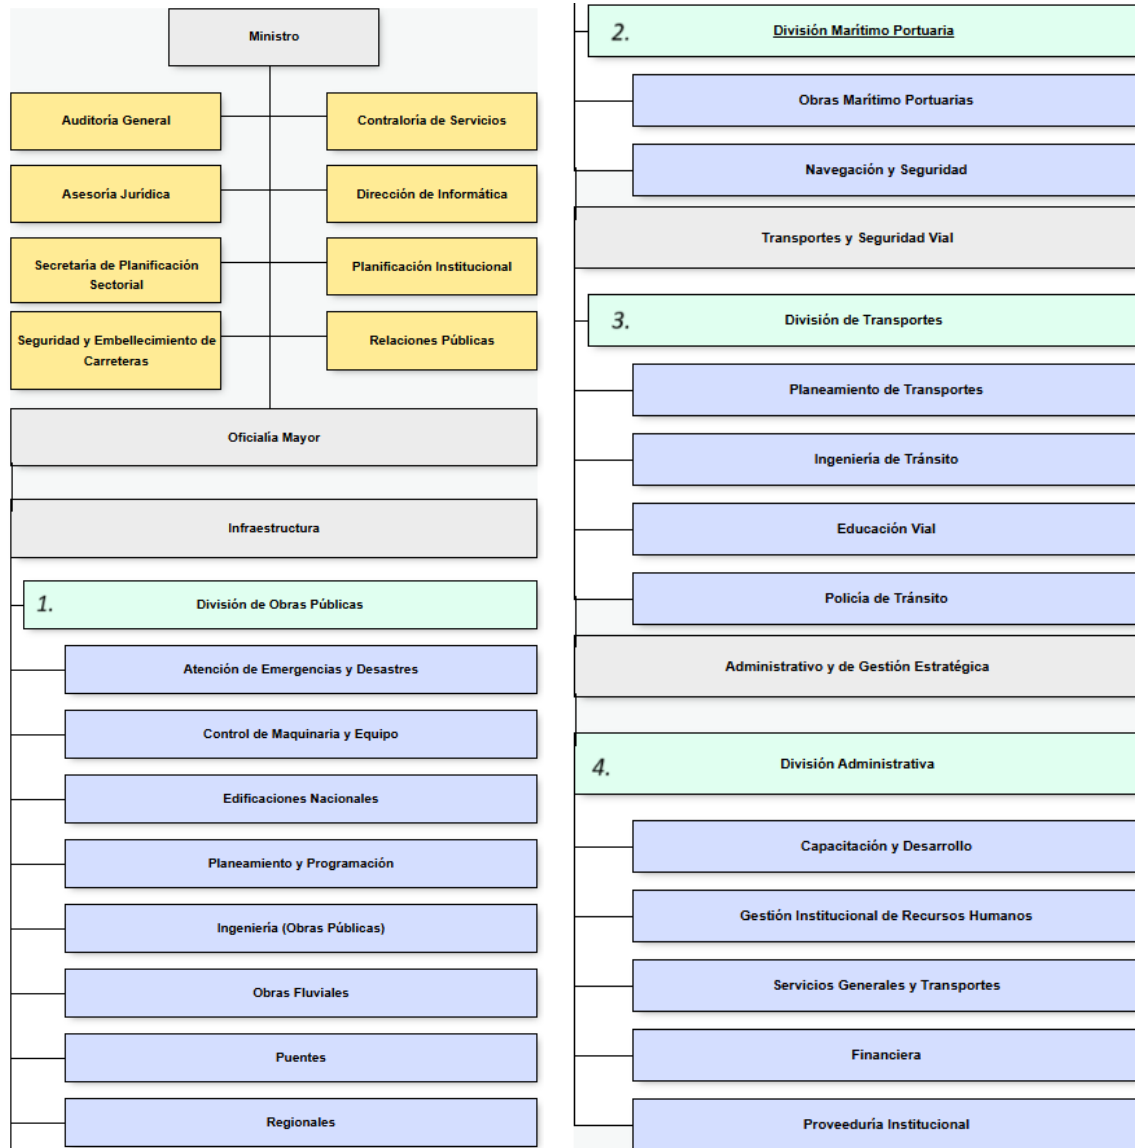 Ministro
Auditoría General
Contraloría de Servicios
Asesoría Jurídica
Dirección de Informática
Secretaría de Planificación
Sectorial
Planificación Institucional
Seguridad y Embellecimiento de
Carreteras
Relaciones Públicas
Oficialía Mayor
Infraestructura
1. División de Obras Públicas
Atención de Emergencias y Desastres
Control de Maquinaria y Equipo
Edificaciones Nacionales
Planeamiento y Programación
Ingeniería (Obras Públicas)
Obras Fluviales
Puentes
Regionales
2. División Marítimo Portuaria
Obras Marítimo Portuarias
Navegación y Seguridad
Transportes y Seguridad Vial
3. División de Transportes
Planeamiento de Transportes
Ingeniería de Tránsito
Educación Vial
Policía de Tránsito
Administrativo y de Gestión Estratégica
4. División Administrativa
Capacitación y Desarrollo
Gestión Institucional de Recursos Humanos
Servicios Generales y Transportes
Financiera
Proveeduría Institucional